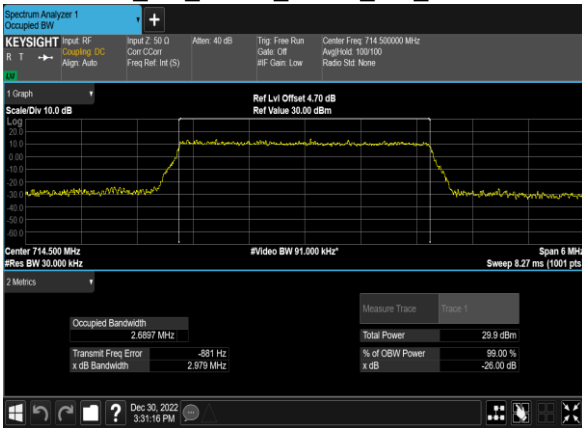 Spectrum Analyzer 1
Occupied BW
+
KEYSIGHT
R T
LXI
Input: RF
Coupling: DC
Align: Auto
Input Z: 50 Ω
Corr CCorr
Freq Ref: Int (S)
Atten: 40 dB
Trig: Free Run
Gate: Off
#IF Gain: Low
Center Freq: 714.500000 MHz
Avg|Hold: 100/100
Radio Std: None
1 Graph
Scale/Div 10.0 dB
Ref Lvl Offset 4.70 dB
Ref Value 30.00 dBm
Log
20.0
10.0
0.00
-10.0
-20.0
-30.0
-40.0
-50.0
-60.0
Center 714.500 MHz
#Res BW 30.000 kHz
#Video BW 91.000 kHz*
Span 6 MHz
Sweep 8.27 ms (1001 pts
2 Metrics
Measure Trace
Trace 1
Occupied Bandwidth
2.6897 MHz
Total Power
29.9 dBm
Transmit Freq Error
-881 Hz
% of OBW Power
99.00 %
x dB Bandwidth
2.979 MHz
x dB
-26.00 dB
?
Dec 30, 2022
3:31:16 PM